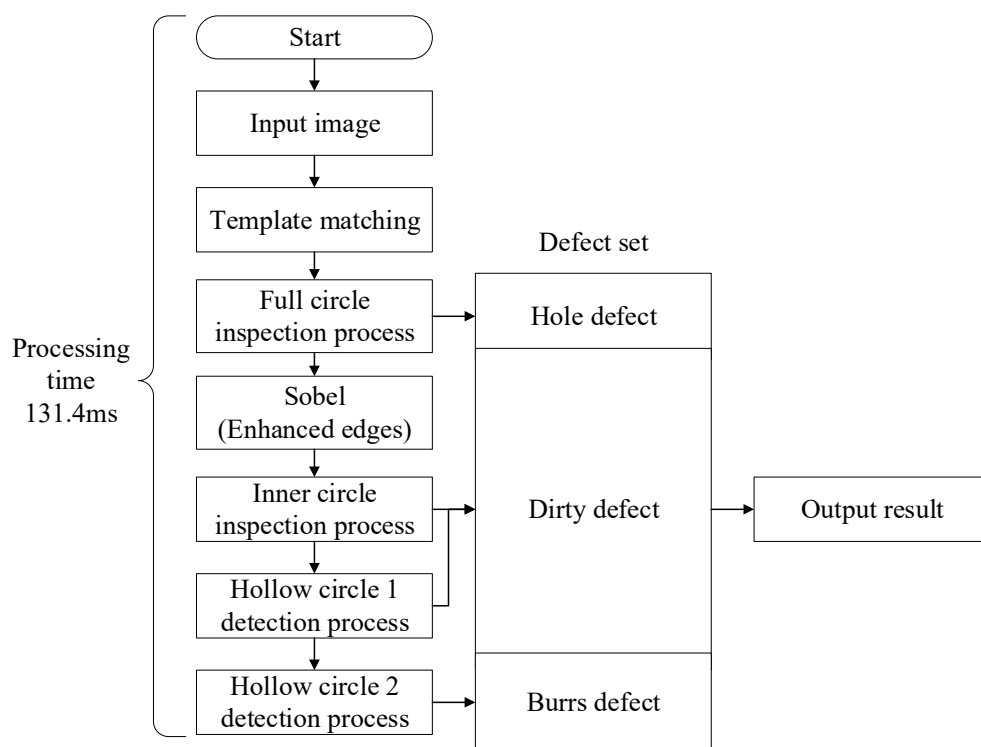 Start
Input image
Template matching
Defect set
Full circle
inspection process
Hole defect
Processing
time
131.4ms
Sobel
(Enhanced edges)
Inner circle
inspection process
Dirty defect
Output result
Hollow circle 1
detection process
Hollow circle 2
detection process
Burrs defect